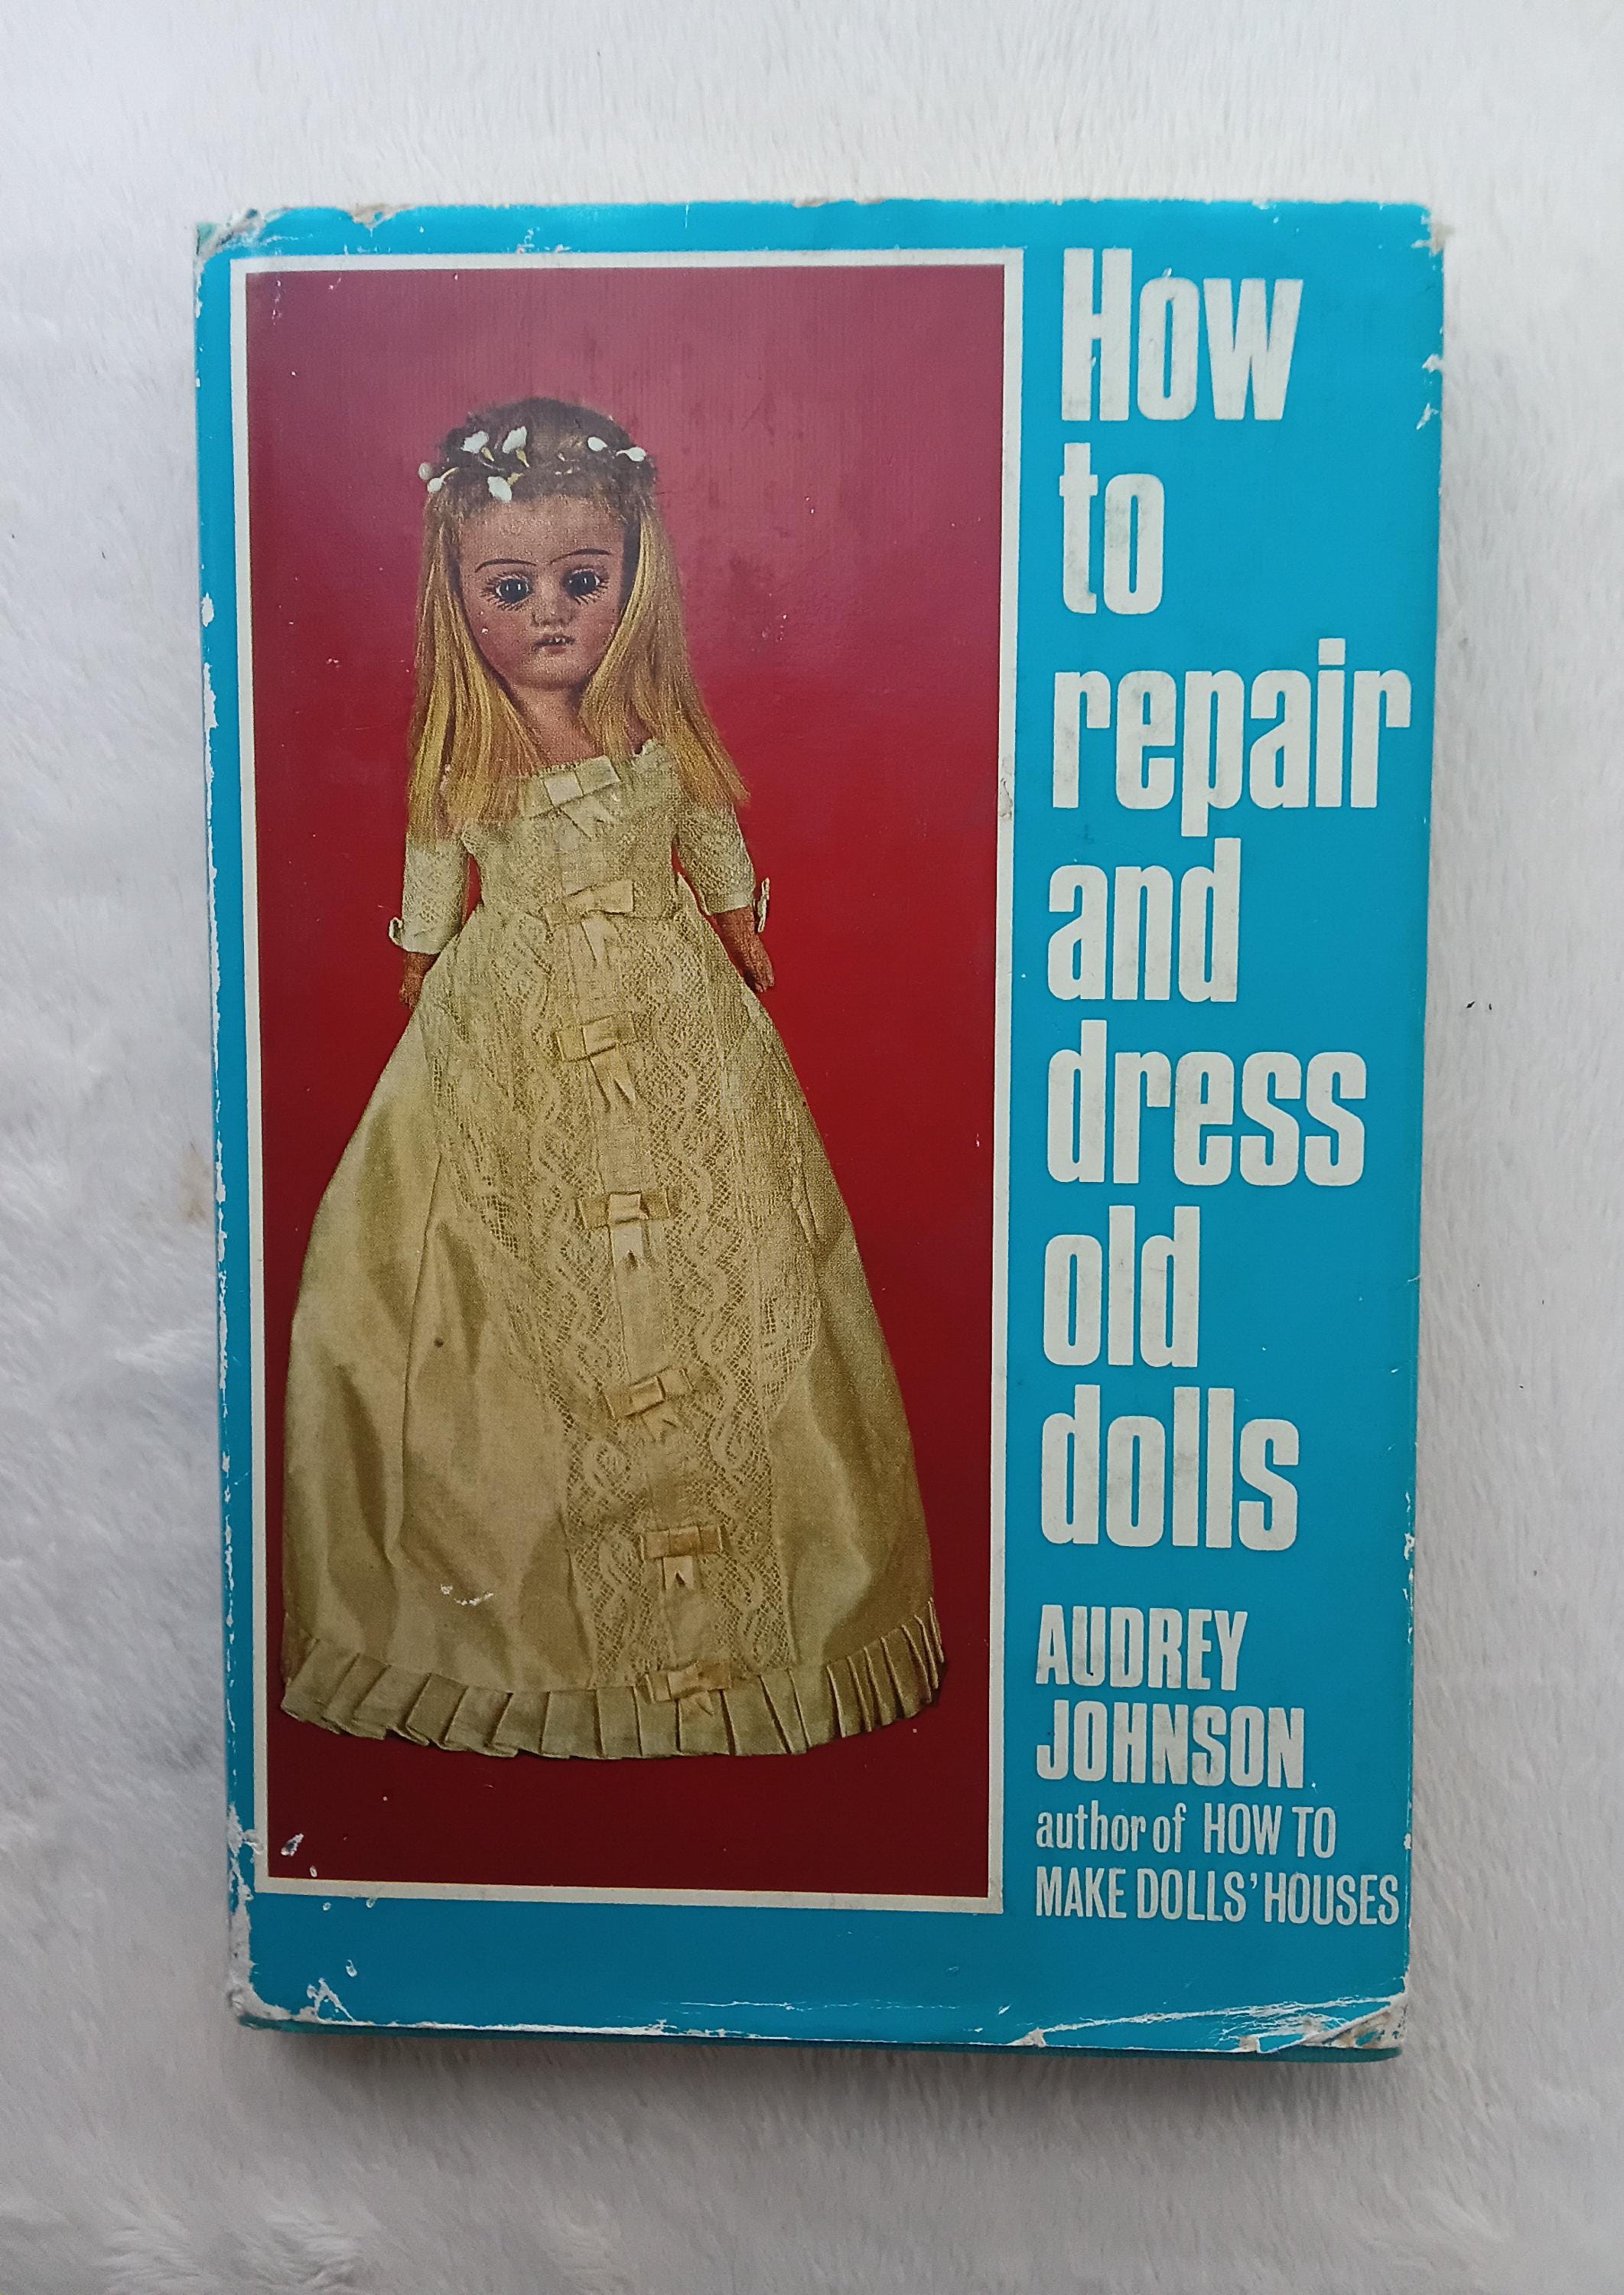 How
to
repair
and
dress
old
dolls
AUDREY
JOHNSON
author of HOW TO
MAKE DOLLS' HOUSES